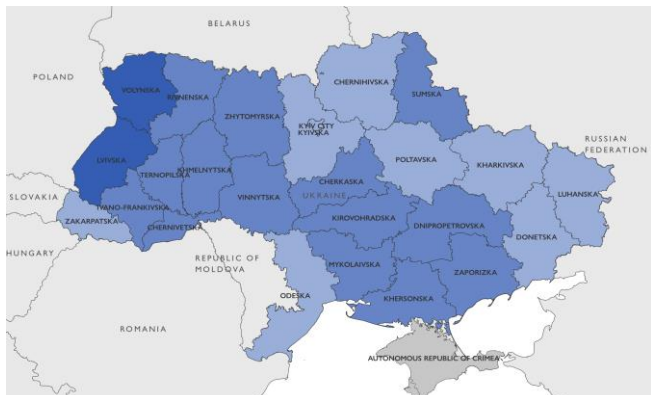 BELARUS
POLAND
VOLYNSKA
RIVNENSKA
ZHYTOMYRSKA
CHERNIHIVSKA
SUMSKA
KYIV CITY
KYIVSKA
RUSSIAN
FEDERATION
LVIVSKA
TERNOPILSKA
KHMELNYTSKA
POLTAVSKA
KHARKIVSKA
LUHANSKA
CHERKASKA
SLOVAKIA
VINNYTSKA
UKRAINE
IVANO-FRANKIVSKA
ZAKARPATSKA
CHERNIVETSKA
KIROVOHRADSKA
DNIPROPETROVSKA
DONETSKA
HUNGARY
REPUBLIC OF
MOLDOVA
MYKOLAIVSKA
ZAPORIZKA
ODESKA
KHERSONSKA
ROMANIA
AUTONOMOUS REPUBLIC OF CRIMEA